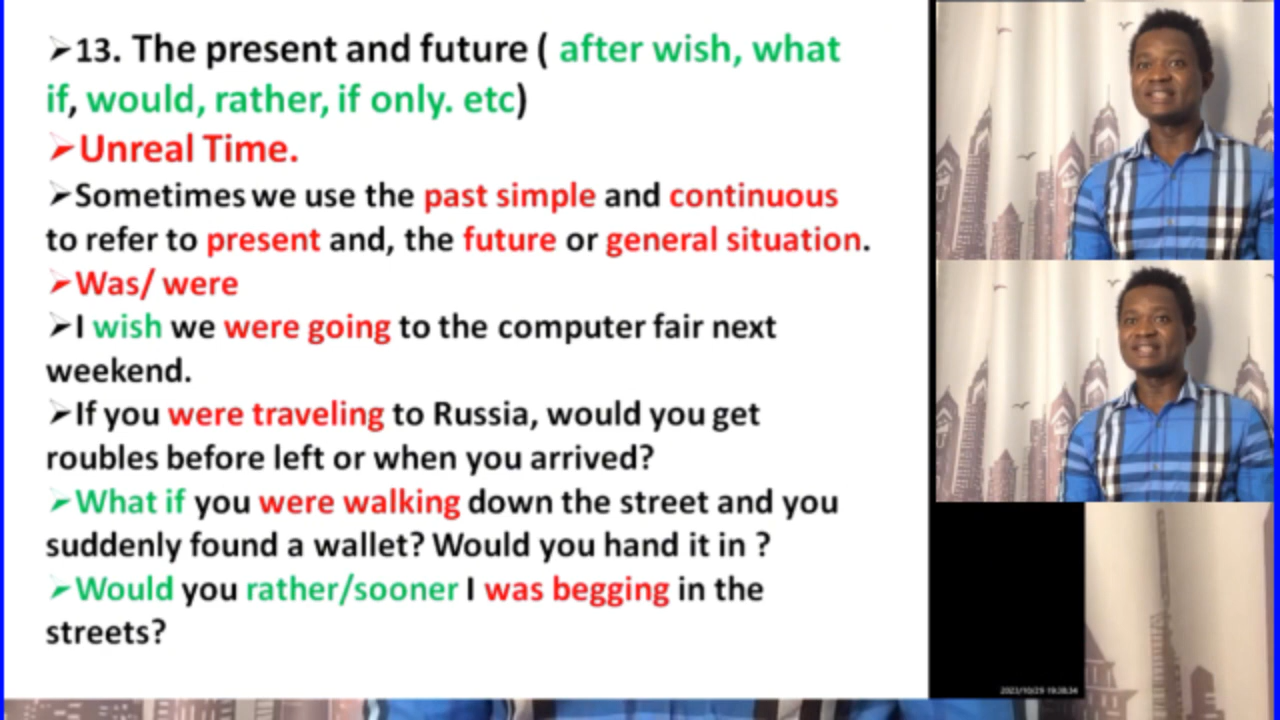 ➢13. The present and future ( after wish, what
if, would, rather, if only. etc)
➢Unreal Time.
➢Sometimes we use the past simple and continuous
to refer to present and, the future or general situation.
➢Was/ were
➢I wish we were going to the computer fair next
weekend.
➢If you were traveling to Russia, would you get
roubles before left or when you arrived?
➢What if you were walking down the street and you
suddenly found a wallet? Would you hand it in ?
➢Would you rather/sooner I was begging in the
streets?